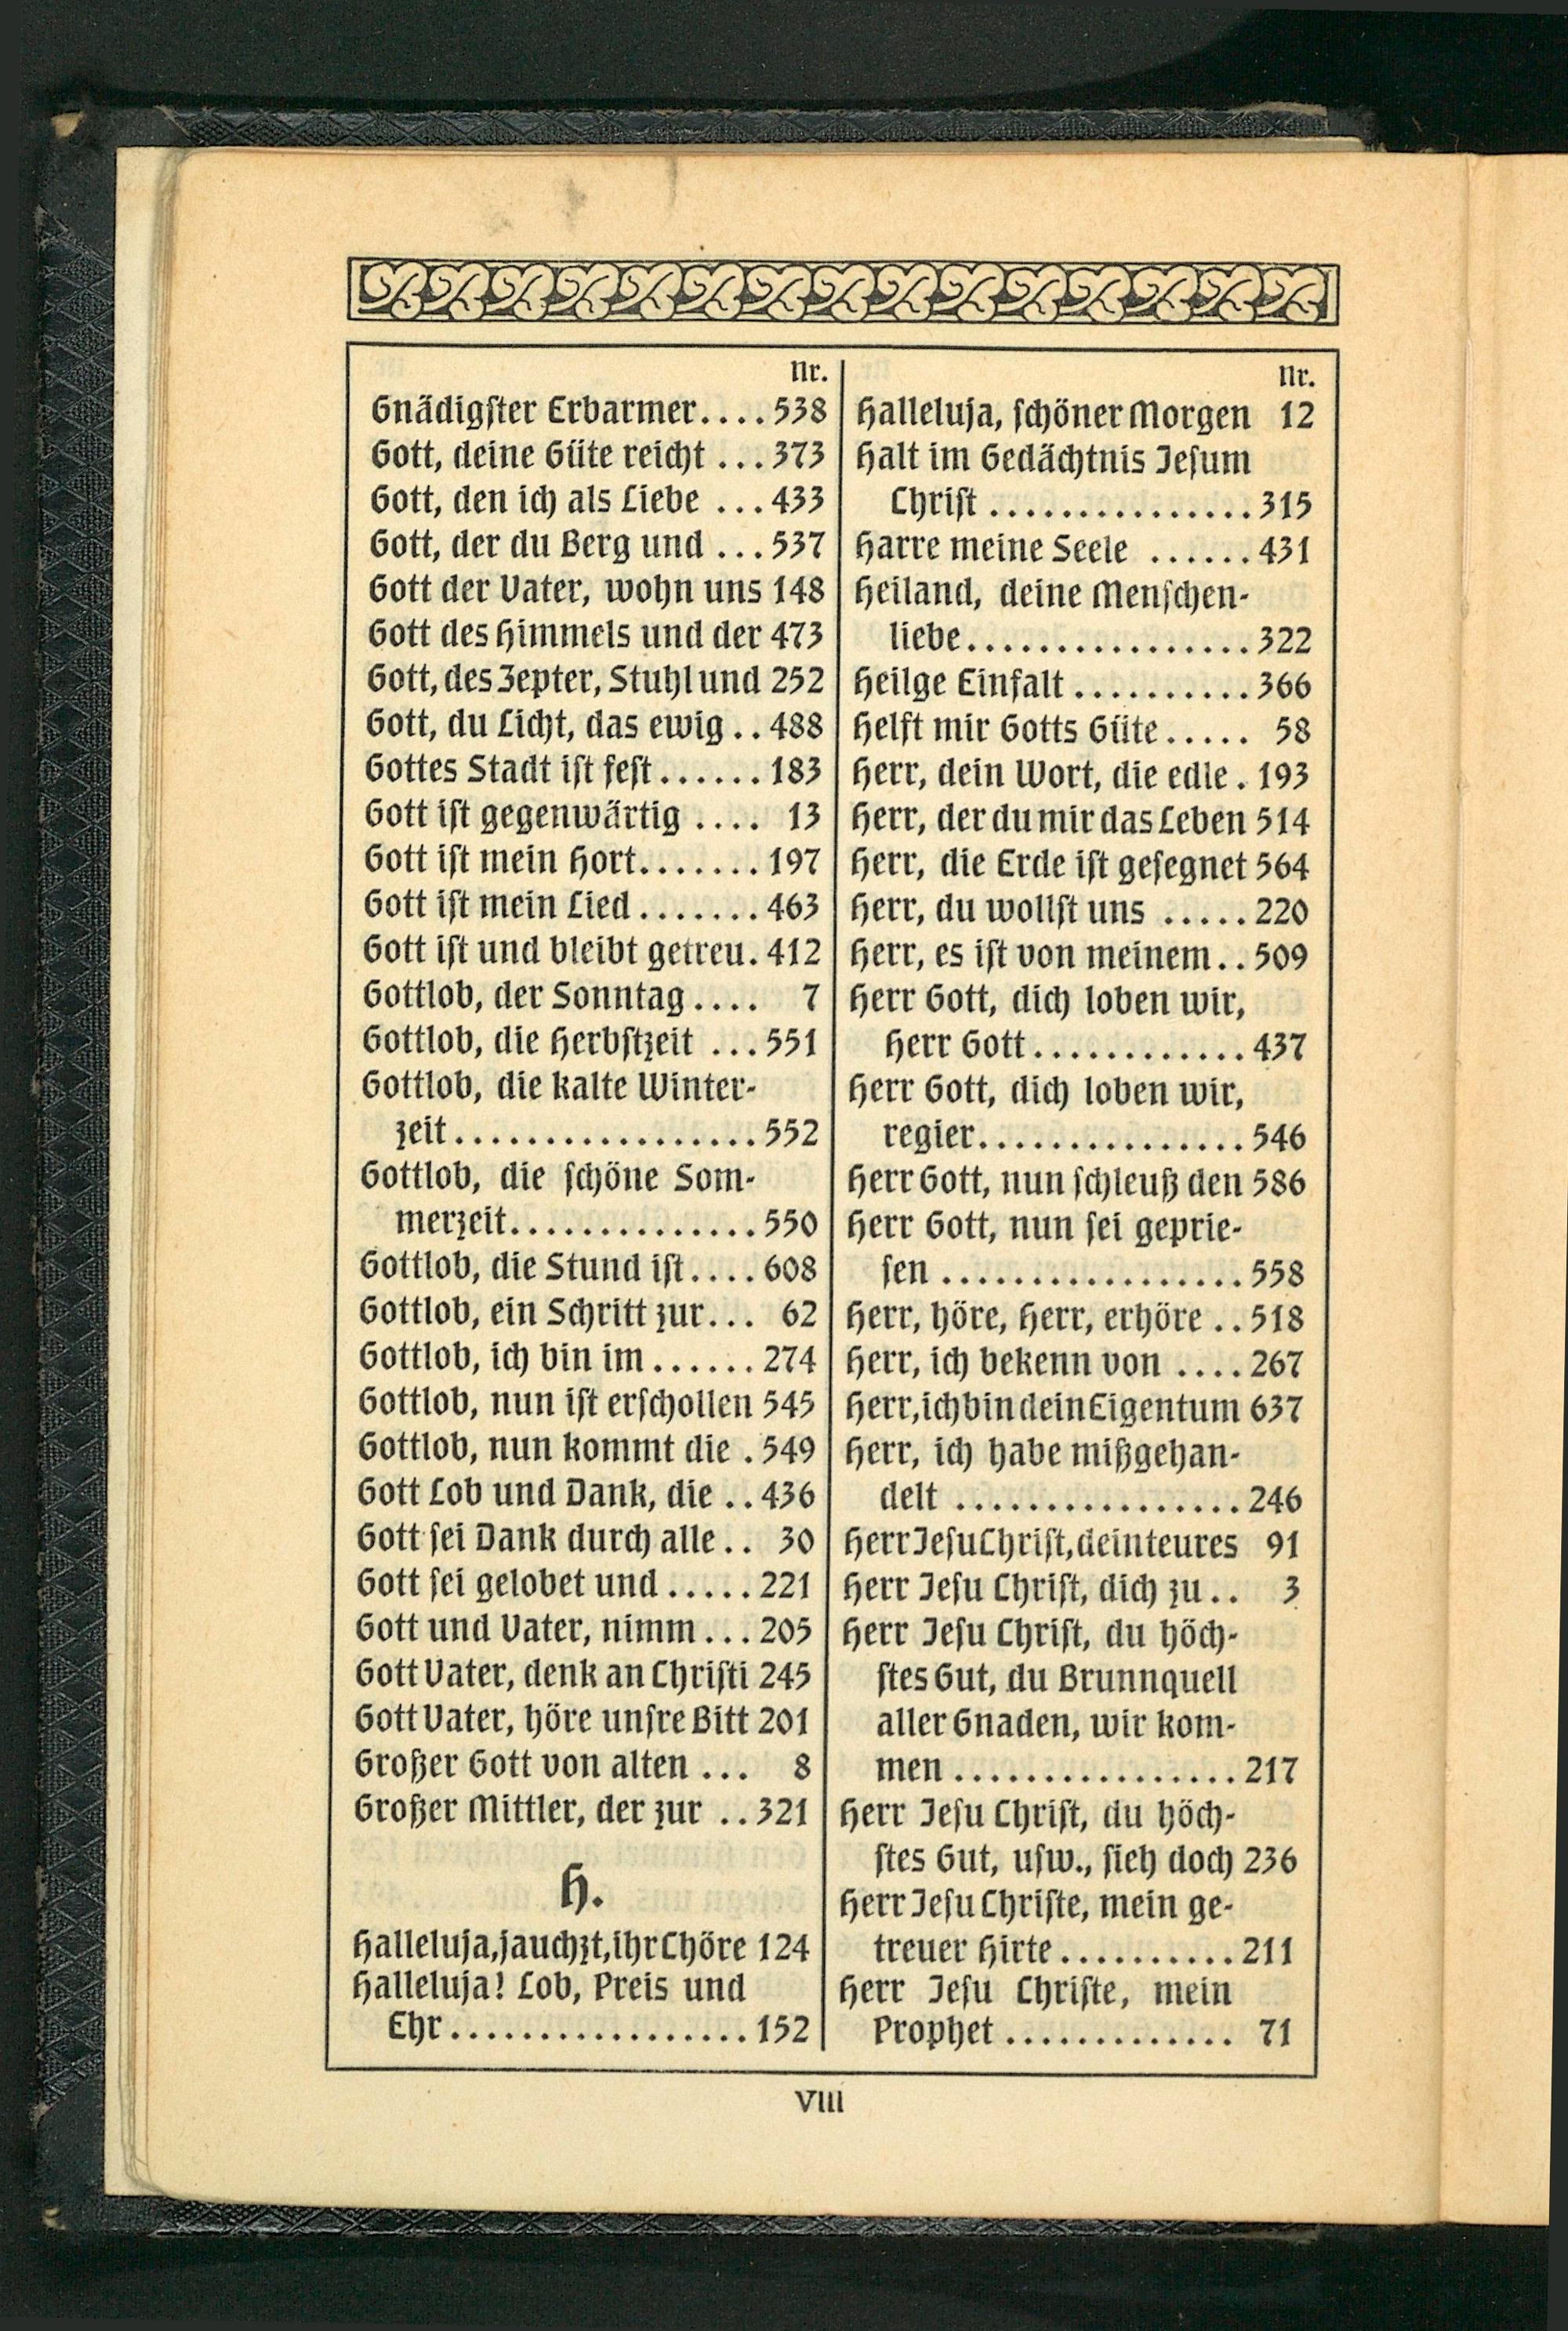 Nr.
Gnädigster Erbarmer....538
Gott, deine Güte reicht ...373
Gott, den ich als Liebe ...433
Gott, der du Berg und ...537
Gott der Vater, wohn uns 148
Gott des Himmels und der 473
Gott, des Zepter, Stuhl und 252
Gott, du Licht, das ewig..488
Gottes Stadt ist fest......183
Gott ist gegenwärtig .... 13
Gott ist mein Hort.......197
Gott ist mein Lied.......463
Gott ist und bleibt getreu.412
Gottlob, der Sonntag.... 7
Gottlob, die Herbstzeit ...551
Gottlob, die kalte Winter-
zeit.................552
Gottlob, die schöne Som-
merzeit..............550
Gottlob, die Stund ist....608
Gottlob, ein Schritt zur... 62
Gottlob, ich bin im......274
Gottlob, nun ist erschollen 545
Gottlob, nun kommt die .549
Gott Lob und Dank, die ..436
Gott sei Dank durch alle.. 30
Gott sei gelobet und.....221
Gott und Vater, nimm...205
Gott Vater, denk an Christi 245
Gott Vater, höre unsre Bitt 201
Großer Gott von alten ... 8
Großer Mittler, der zur ..321
H.
Halleluja, jauchzt, ihr Chöre 124
Halleluja! Lob, Preis und
Ehr.................152
Nr.
Halleluja, schöner Morgen 12
Halt im Gedächtnis Jesum
Christ...............315
Harre meine Seele ......431
Heiland, deine Menschen-
liebe................322
Heilge Einfalt..........366
Helft mir Gotts Güte..... 58
Herr, dein Wort, die edle.193
Herr, der du mir das Leben 514
Herr, die Erde ist gesegnet 564
Herr, du wollst uns .....220
Herr, es ist von meinem..509
Herr Gott, dich loben wir,
Herr Gott............437
Herr Gott, dich loben wir,
regier...............546
Herr Gott, nun schleuß den 586
Herr Gott, nun sei geprie-
sen .................558
Herr, höre, Herr, erhöre ..518
Herr, ich bekenn von ....267
Herr, ich bin dein Eigentum 637
Herr, ich habe mißgehan-
delt ................246
Herr Jesu Christ, dein teures 91
Herr Jesu Christ, dich zu.. 3
Herr Jesu Christ, du höch-
stes Gut, du Brunnquell
aller Gnaden, wir kom-
men................217
Herr Jesu Christ, du höch-
stes Gut, usw., sieh doch 236
Herr Jesu Christe, mein ge-
treuer Hirte..........211
Herr Jesu Christe, mein
Prophet............. 71
VIII